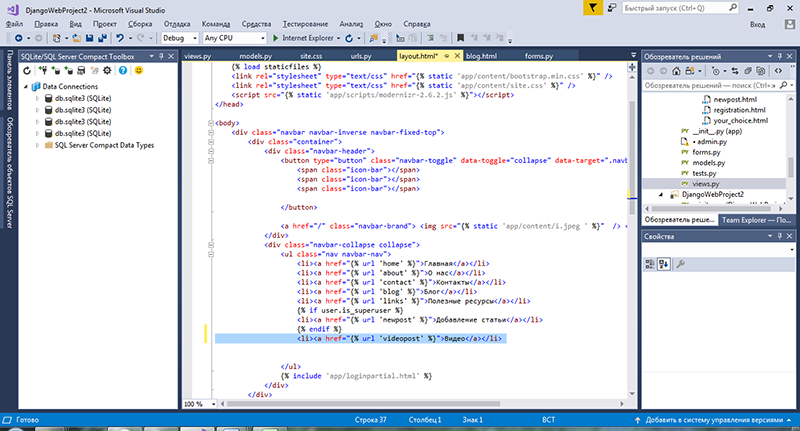 DjangoWebProject2 - Microsoft Visual Studio
Быстрый запуск (Ctrl+Q)
Файл Правка Вид Проект Сборка Отладка Команда Сервис Тест Анализ Окно Справка
Вход
Debug Any CPU Internet Explorer
Панель элементов
Обозреватель объектов SQL Server
SQLite/SQL Server Compact Toolbox
Data Connections
db.sqlite3 (SQLite)
db.sqlite3 (SQLite)
db.sqlite3 (SQLite)
db.sqlite3 (SQLite)
SQL Server Compact Data Types
views.py models.py site.css urls.py layout.html* blog.html forms.py
{% load staticfiles %}
<link rel="stylesheet" type="text/css" href="{% static 'app/content/bootstrap.min.css' %}" />
<link rel="stylesheet" type="text/css" href="{% static 'app/content/site.css' %}" />
<script src="{% static 'app/scripts/modernizr-2.6.2.js' %}"></script>
</head>
<body>
<div class="navbar navbar-inverse navbar-fixed-top">
<div class="container">
<div class="navbar-header">
<button type="button" class="navbar-toggle" data-toggle="collapse" data-target=".navb
<span class="icon-bar"></span>
<span class="icon-bar"></span>
<span class="icon-bar"></span>
</button>
<a href="/" class="navbar-brand"> <img src="{% static 'app/content/i.jpeg ' %}" /> <
</div>
<div class="navbar-collapse collapse">
<ul class="nav navbar-nav">
<li><a href="{% url 'home' %}">Главная</a></li>
<li><a href="{% url 'about' %}">О нас</a></li>
<li><a href="{% url 'contact' %}">Контакты</a></li>
<li><a href="{% url 'blog' %}">Блог</a></li>
<li><a href="{% url 'links' %}">Полезные ресурсы</a></li>
{% if user.is_superuser %}
<li><a href="{% url 'newpost' %}">Добавление статьи</a></li>
{% endif %}
<li><a href="{% url 'videopost' %}">Видео</a></li>
</ul>
{% include 'app/loginpartial.html' %}
</div>
</div>
100 %
Обозреватель решений
newpost.html
registration.html
your_choice.html
__init__.py (app)
admin.py
forms.py
models.py
tests.py
views.py
DjangoWebProject2
Обозреватель реше... Team Explorer — По...
Свойства
Готово Строка 37 Столбец 1 Знак 1 ВСТ Добавить в систему управления версиями